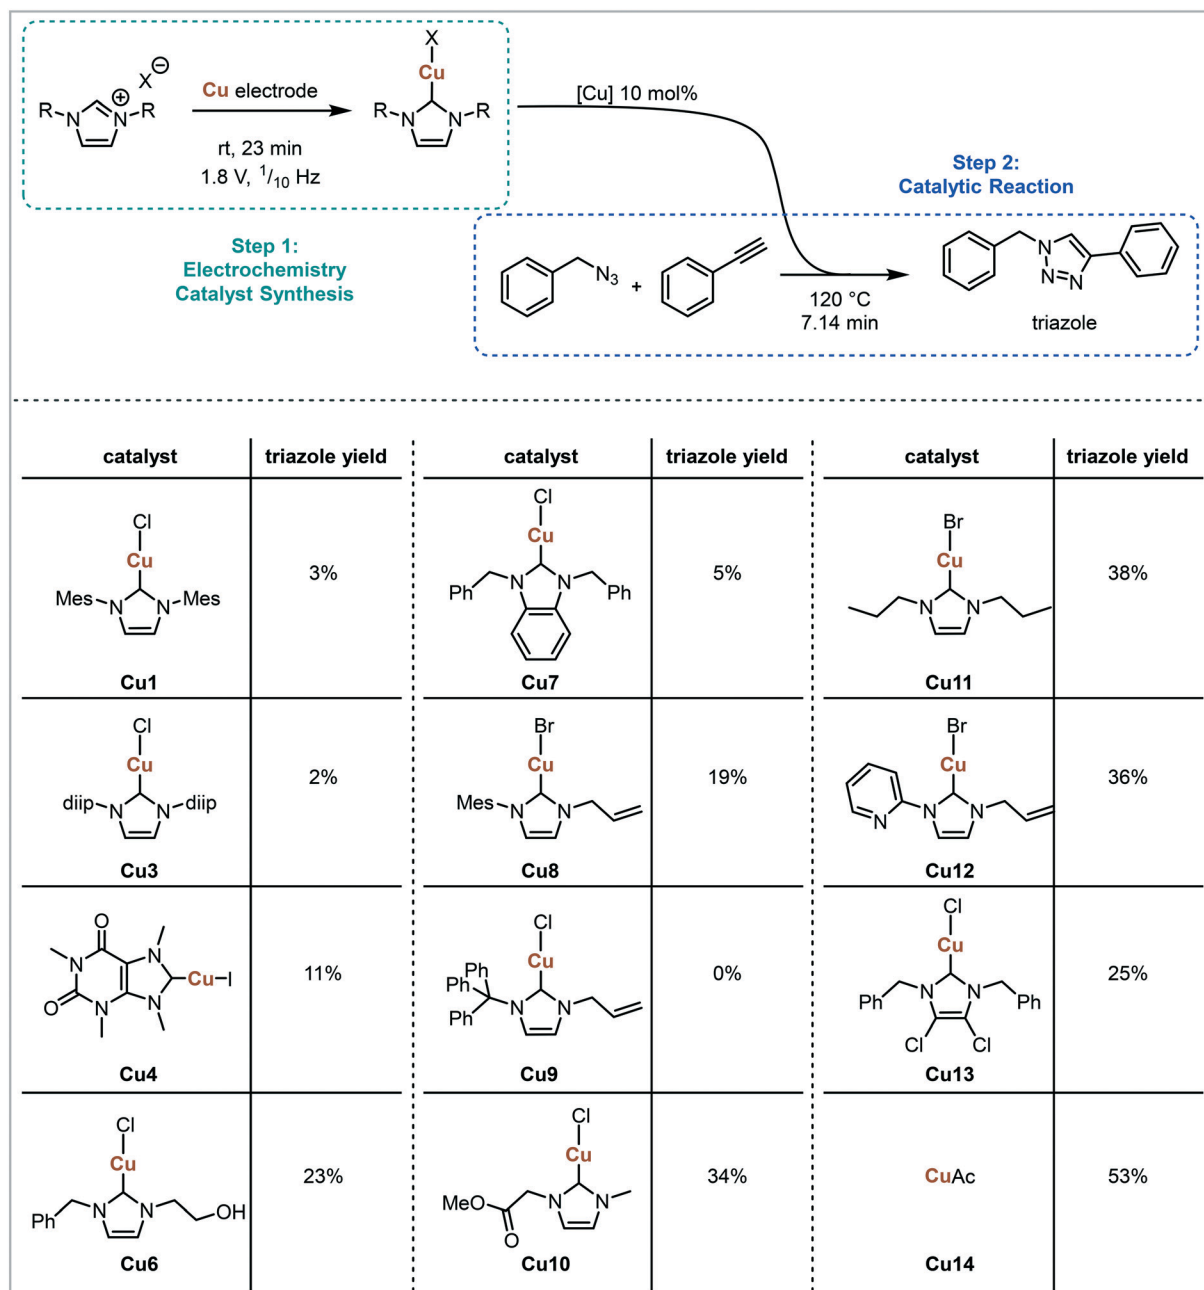 X
X⊖
Cu
Cu electrode
R N ⊕ N R
R N N R
rt, 23 min
1.8 V, 1/10 Hz
[Cu] 10 mol%
Step 2:
Catalytic Reaction
Step 1:
Electrochemistry
Catalyst Synthesis
N3
+
120 °C
7.14 min
N
N N
triazole
catalyst triazole yield catalyst triazole yield catalyst triazole yield
Cl
Cu
Mes N N Mes
Cu1
3%
Cl
Cu
Ph N N Ph
Cu7
5%
Br
Cu
N N
Cu11
38%
Cl
Cu
diip N N diip
Cu3
2%
Br
Cu
Mes N N
Cu8
19%
Br
Cu
N N N
Cu12
36%
O
N N
Cu I
O N N
Cu4
11%
Cl
Cu
Ph
Ph
Ph N N
Cu9
0%
Cl
Cu
Ph N N Ph
Cl Cl
Cu13
25%
Cl
Cu
Ph N N OH
Cu6
23%
Cl
Cu
MeO N N
O
Cu10
34%
CuAc
Cu14
53%